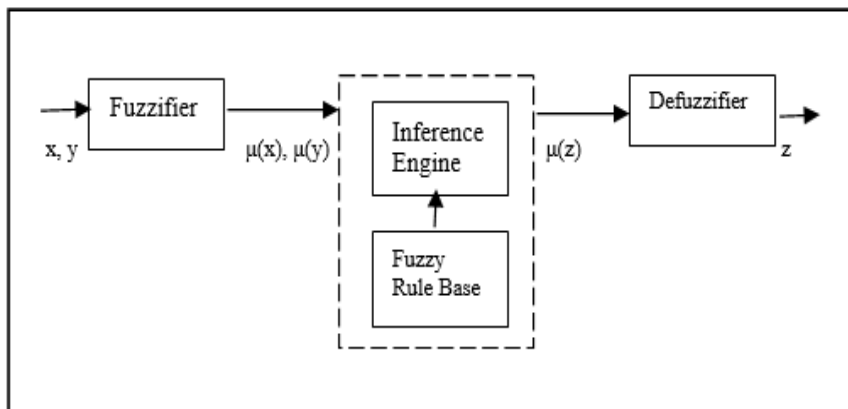 Fuzzifier
x, y
μ(x), μ(y)
Inference
Engine
Fuzzy
Rule Base
μ(z)
Defuzzifier
z